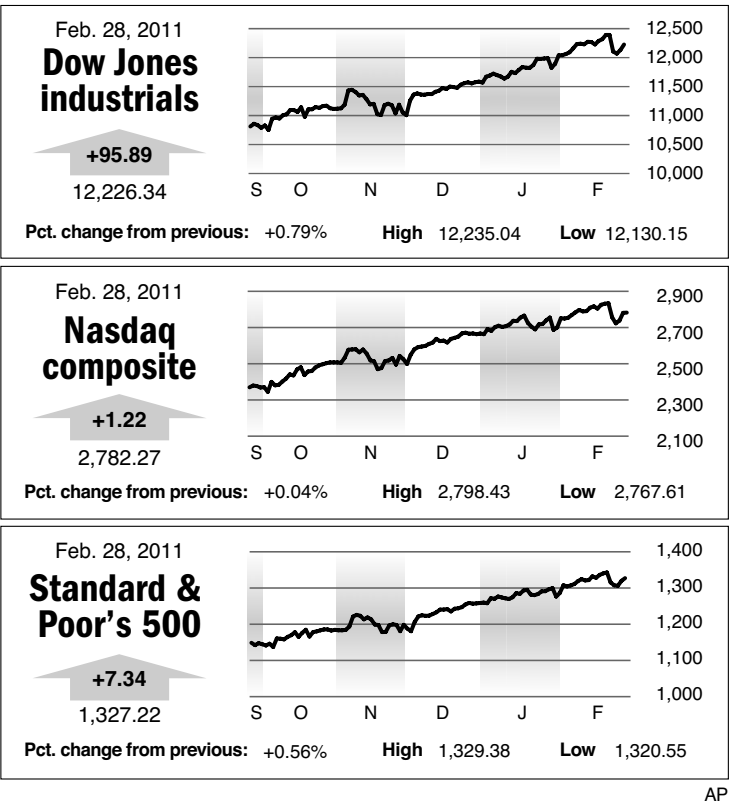 Feb. 28, 2011
Dow Jones
industrials
+95.89
12,226.34
12,500
12,000
11,500
11,000
10,500
10,000
S O N D J F
Pct. change from previous: +0.79% High 12,235.04 Low 12,130.15
Feb. 28, 2011
Nasdaq
composite
+1.22
2,782.27
2,900
2,700
2,500
2,300
2,100
S O N D J F
Pct. change from previous: +0.04% High 2,798.43 Low 2,767.61
Feb. 28, 2011
Standard &
Poor's 500
+7.34
1,327.22
1,400
1,300
1,200
1,100
1,000
S O N D J F
Pct. change from previous: +0.56% High 1,329.38 Low 1,320.55
AP